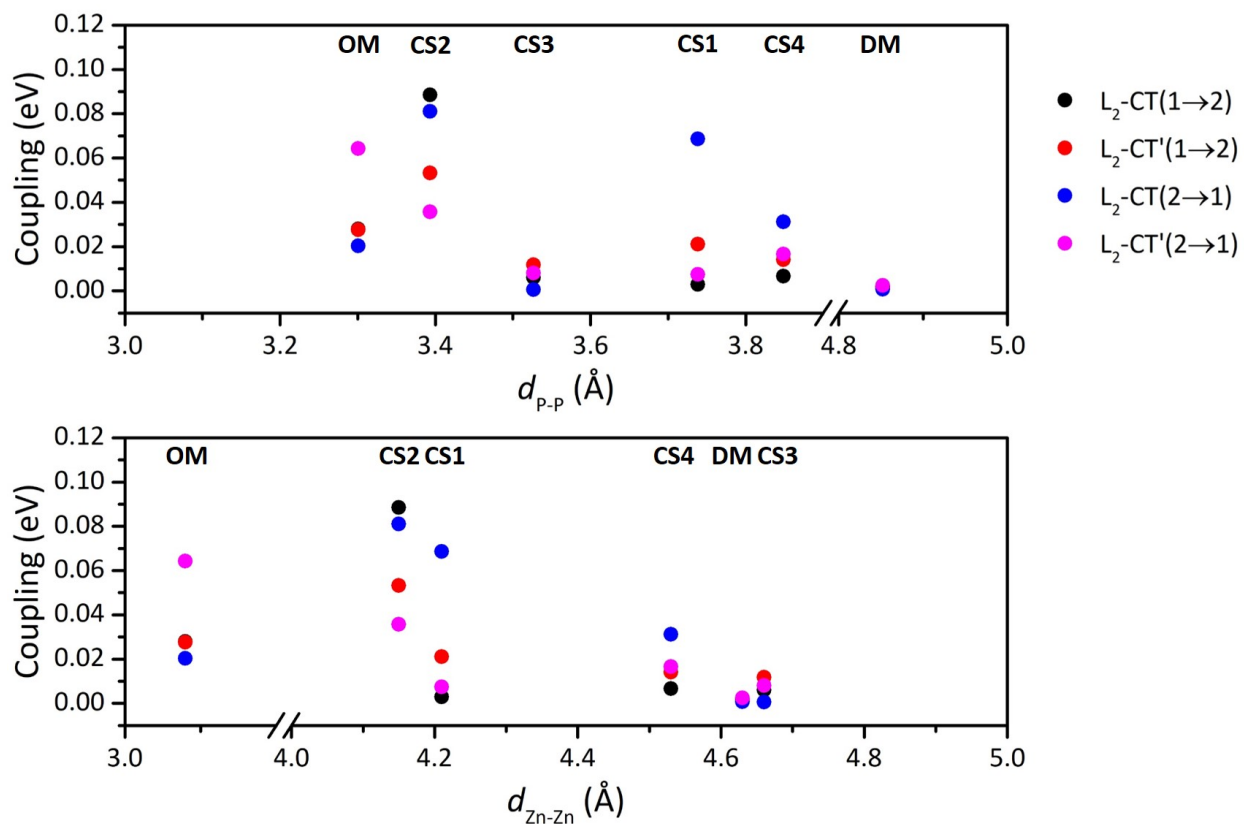 OM CS2 CS3 CS1 CS4 DM
0.12
0.10
0.08
0.06
0.04
0.02
0.00
Coupling (eV)
3.0 3.2 3.4 3.6 3.8 4.8 5.0
d_P-P (Å)
L₂-CT(1→2)
L₂-CT'(1→2)
L₂-CT(2→1)
L₂-CT'(2→1)
OM CS2 CS1 CS4 DM CS3
0.12
0.10
0.08
0.06
0.04
0.02
0.00
Coupling (eV)
3.0 4.0 4.2 4.4 4.6 4.8 5.0
d_Zn-Zn (Å)